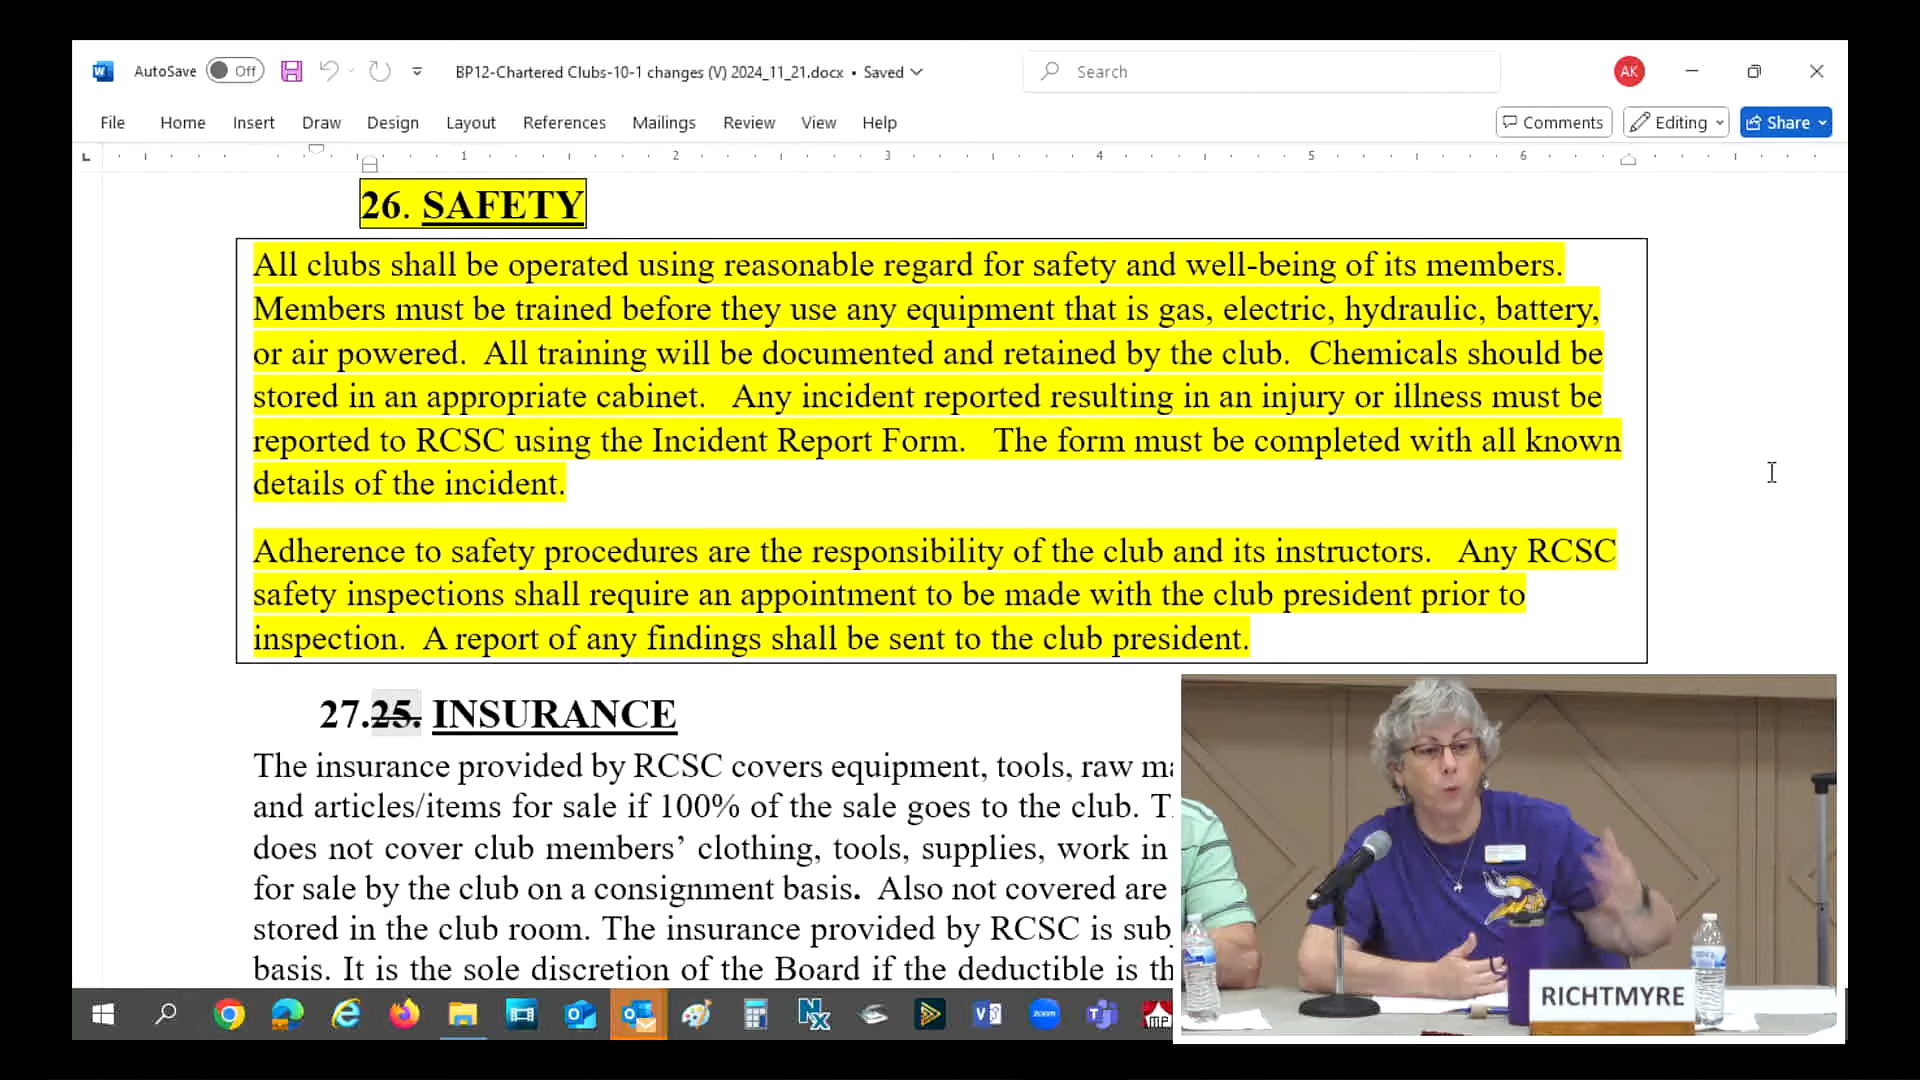 AutoSave Off BP12-Chartered Clubs-10-1 changes (V) 2024_11_21.docx • Saved Search AK
File Home Insert Draw Design Layout References Mailings Review View Help Comments Editing Share
1 2 3 4 5 6
26. SAFETY
All clubs shall be operated using reasonable regard for safety and well-being of its members.
Members must be trained before they use any equipment that is gas, electric, hydraulic, battery,
or air powered. All training will be documented and retained by the club. Chemicals should be
stored in an appropriate cabinet. Any incident reported resulting in an injury or illness must be
reported to RCSC using the Incident Report Form. The form must be completed with all known
details of the incident.
Adherence to safety procedures are the responsibility of the club and its instructors. Any RCSC
safety inspections shall require an appointment to be made with the club president prior to
inspection. A report of any findings shall be sent to the club president.
27.25. INSURANCE
The insurance provided by RCSC covers equipment, tools, raw
and articles/items for sale if 100% of the sale goes to the club.
does not cover club members’ clothing, tools, supplies, work in
for sale by the club on a consignment basis. Also not covered are
stored in the club room. The insurance provided by RCSC is
basis. It is the sole discretion of the Board if the deductible is
RICHTMYRE
zoom